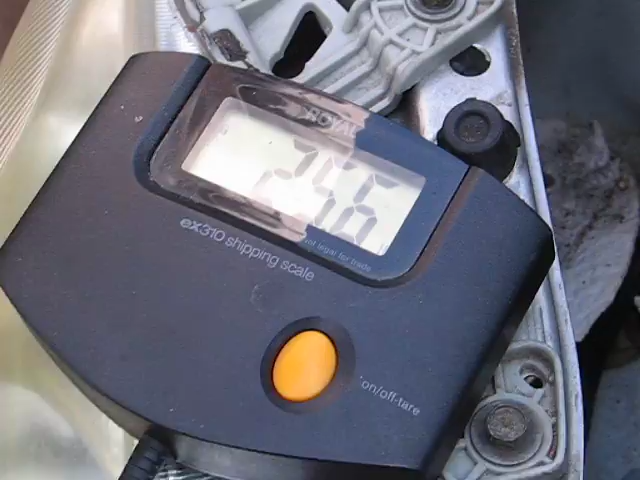 ROYAL
256
ex310 shipping scale
not legal for trade
on/off-tare